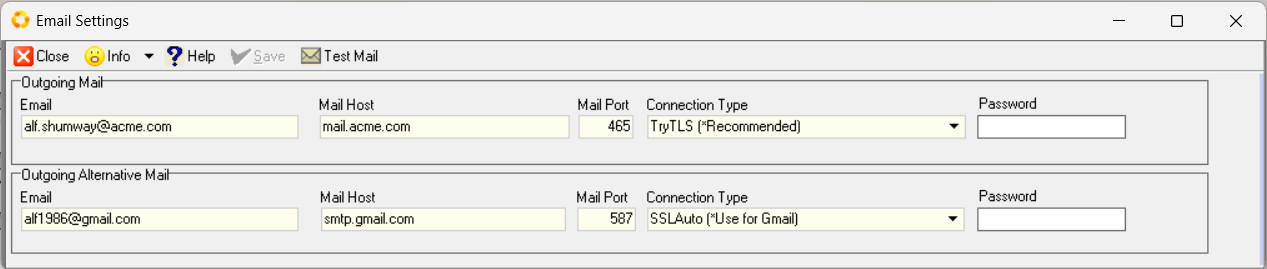 Email Settings
Close Info Help Save Test Mail
Outgoing Mail
Email Mail Host Mail Port Connection Type Password
alf.shumway@acme.com mail.acme.com 465 TryTLS (*Recommended)
Outgoing Alternative Mail
Email Mail Host Mail Port Connection Type Password
alf1986@gmail.com smtp.gmail.com 587 SSLAuto (*Use for Gmail)